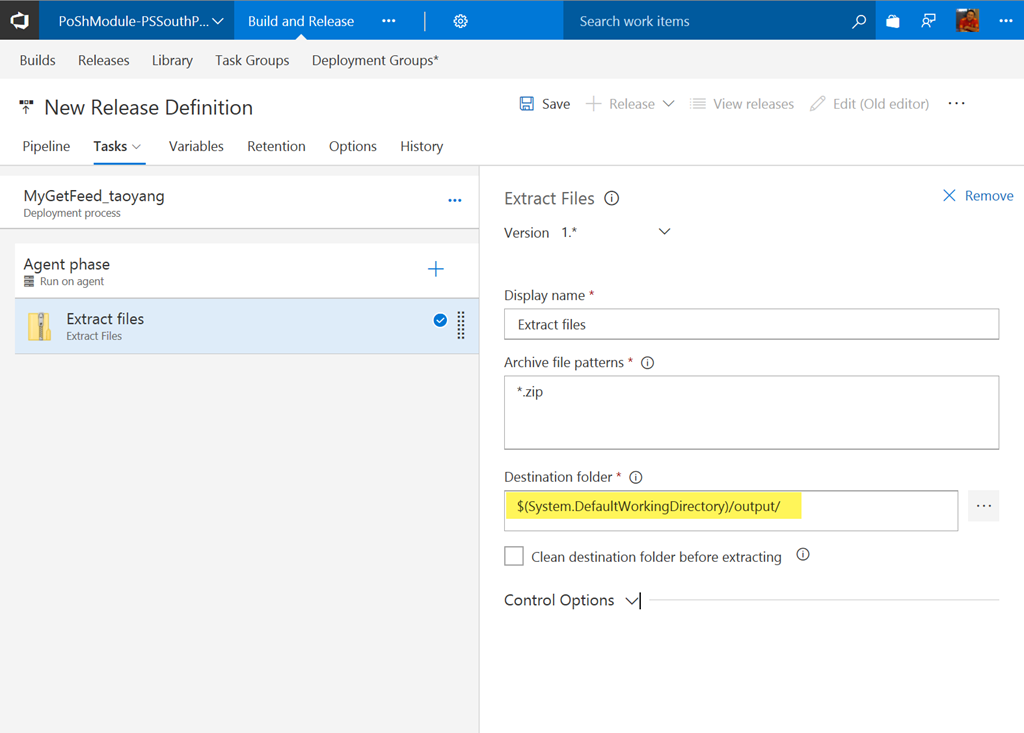 PoShModule-PSSouthP...
Build and Release
...
Search work items
...
Builds
Releases
Library
Task Groups
Deployment Groups*
New Release Definition
Save
Release
View releases
Edit (Old editor)
...
Pipeline
Tasks
Variables
Retention
Options
History
MyGetFeed_taoyang
Deployment process
...
Agent phase
Run on agent
Extract files
Extract Files
Extract Files
Remove
Version 1.*
Display name *
Extract files
Archive file patterns *
*.zip
Destination folder *
$(System.DefaultWorkingDirectory)/output/
...
Clean destination folder before extracting
Control Options